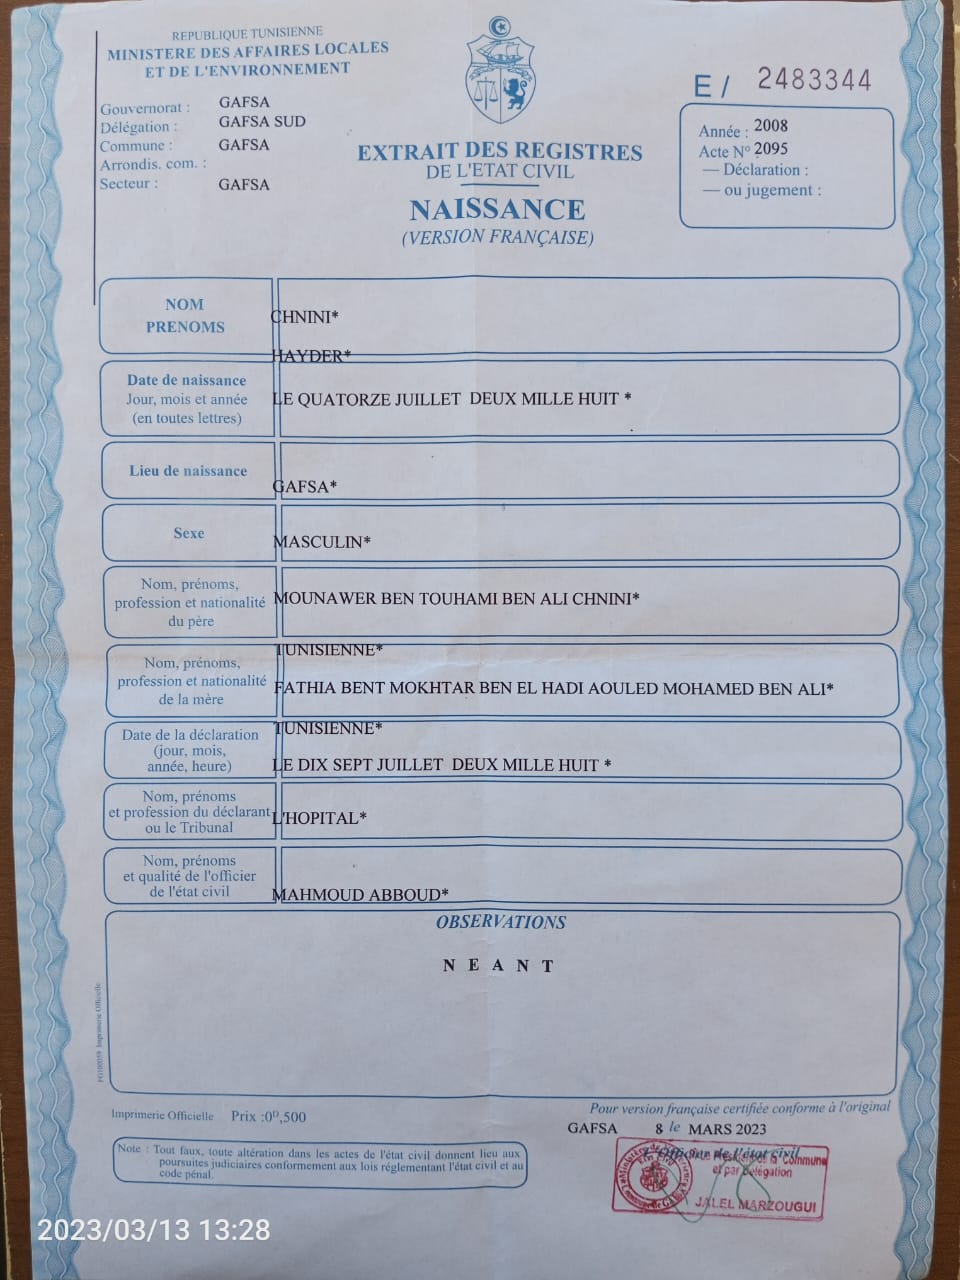 REPUBLIQUE TUNISIENNE
MINISTERE DES AFFAIRES LOCALES
ET DE L'ENVIRONNEMENT
Gouvernorat : GAFSA
Délégation : GAFSA SUD
Commune : GAFSA
Arrondis. com. :
Secteur : GAFSA
EXTRAIT DES REGISTRES
DE L'ETAT CIVIL
NAISSANCE
(VERSION FRANÇAISE)
E / 2483344
Année : 2008
Acte N° 2095
— Déclaration :
— ou jugement :
NOM
PRENOMS
CHNINI*
HAYDER*
Date de naissance
Jour, mois et année
(en toutes lettres)
LE QUATORZE JUILLET DEUX MILLE HUIT *
Lieu de naissance
GAFSA*
Sexe
MASCULIN*
Nom, prénoms,
profession et nationalité
du père
MOUNAWER BEN TOUHAMI BEN ALI CHNINI*
TUNISIENNE*
Nom, prénoms,
profession et nationalité
de la mère
FATHIA BENT MOKHTAR BEN EL HADI AOULED MOHAMED BEN ALI*
TUNISIENNE*
Date de la déclaration
(jour, mois,
année, heure)
LE DIX SEPT JUILLET DEUX MILLE HUIT *
Nom, prénoms
et profession du déclarant
ou le Tribunal
L'HOPITAL*
Nom, prénoms
et qualité de l'officier
de l'état civil
MAHMOUD ABBOUD*
OBSERVATIONS
N E A N T
Imprimerie Officielle
Imprimerie Officielle Prix :0ᴰ,500
Pour version française certifiée conforme à l'original
GAFSA 8 le MARS 2023
L'Officier de l'état civil
de la Commune
et par Délégation
JALEL MARZOUGUI
Note : Tout faux, toute altération dans les actes de l'état civil donnent lieu aux
poursuites judiciaires conformement aux lois réglementant l'état civil et au
code pénal.
2023/03/13 13:28